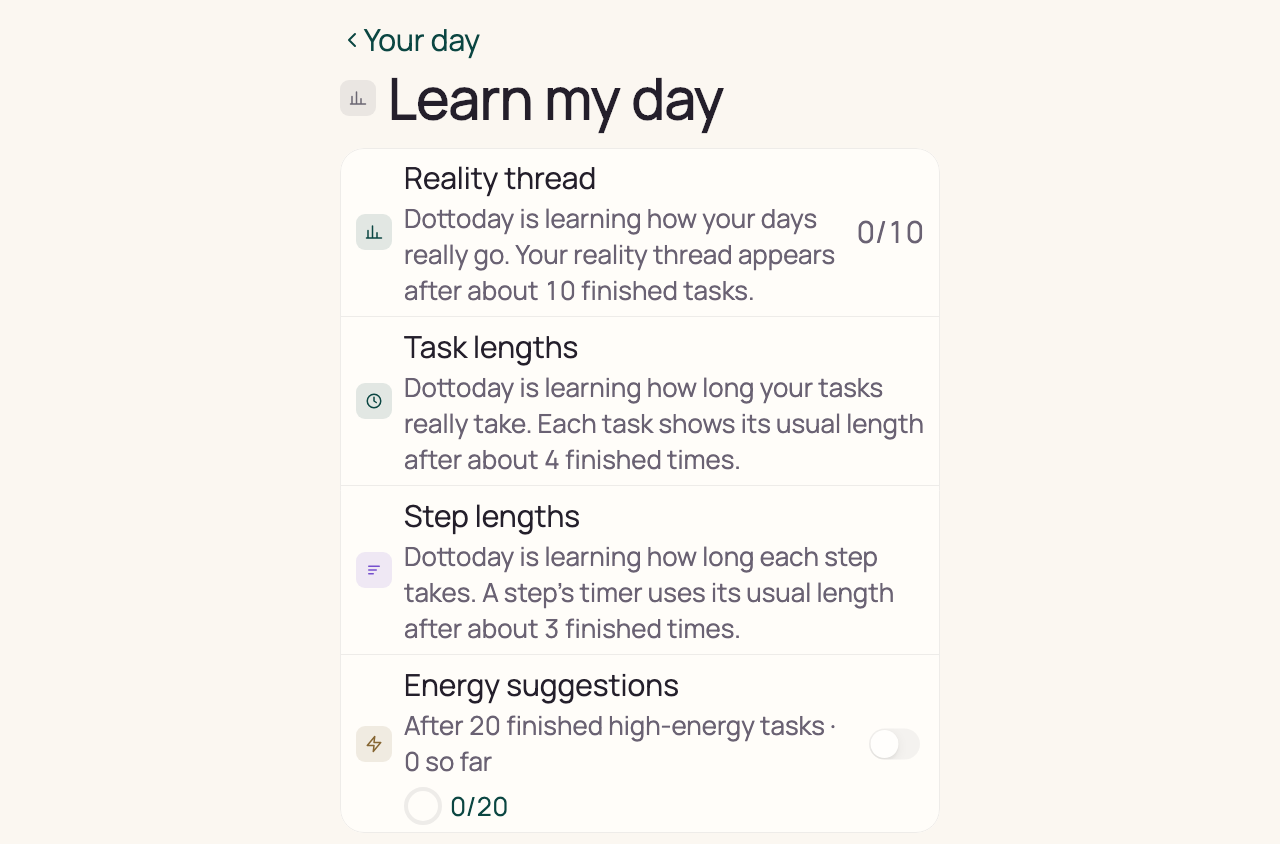 Your day
Learn my day
Reality thread
Dottoday is learning how your days
really go. Your reality thread appears
after about 10 finished tasks.
0/10
Task lengths
Dottoday is learning how long your tasks
really take. Each task shows its usual length
after about 4 finished times.
Step lengths
Dottoday is learning how long each step
takes. A step’s timer uses its usual length
after about 3 finished times.
Energy suggestions
After 20 finished high-energy tasks ·
0 so far
0/20